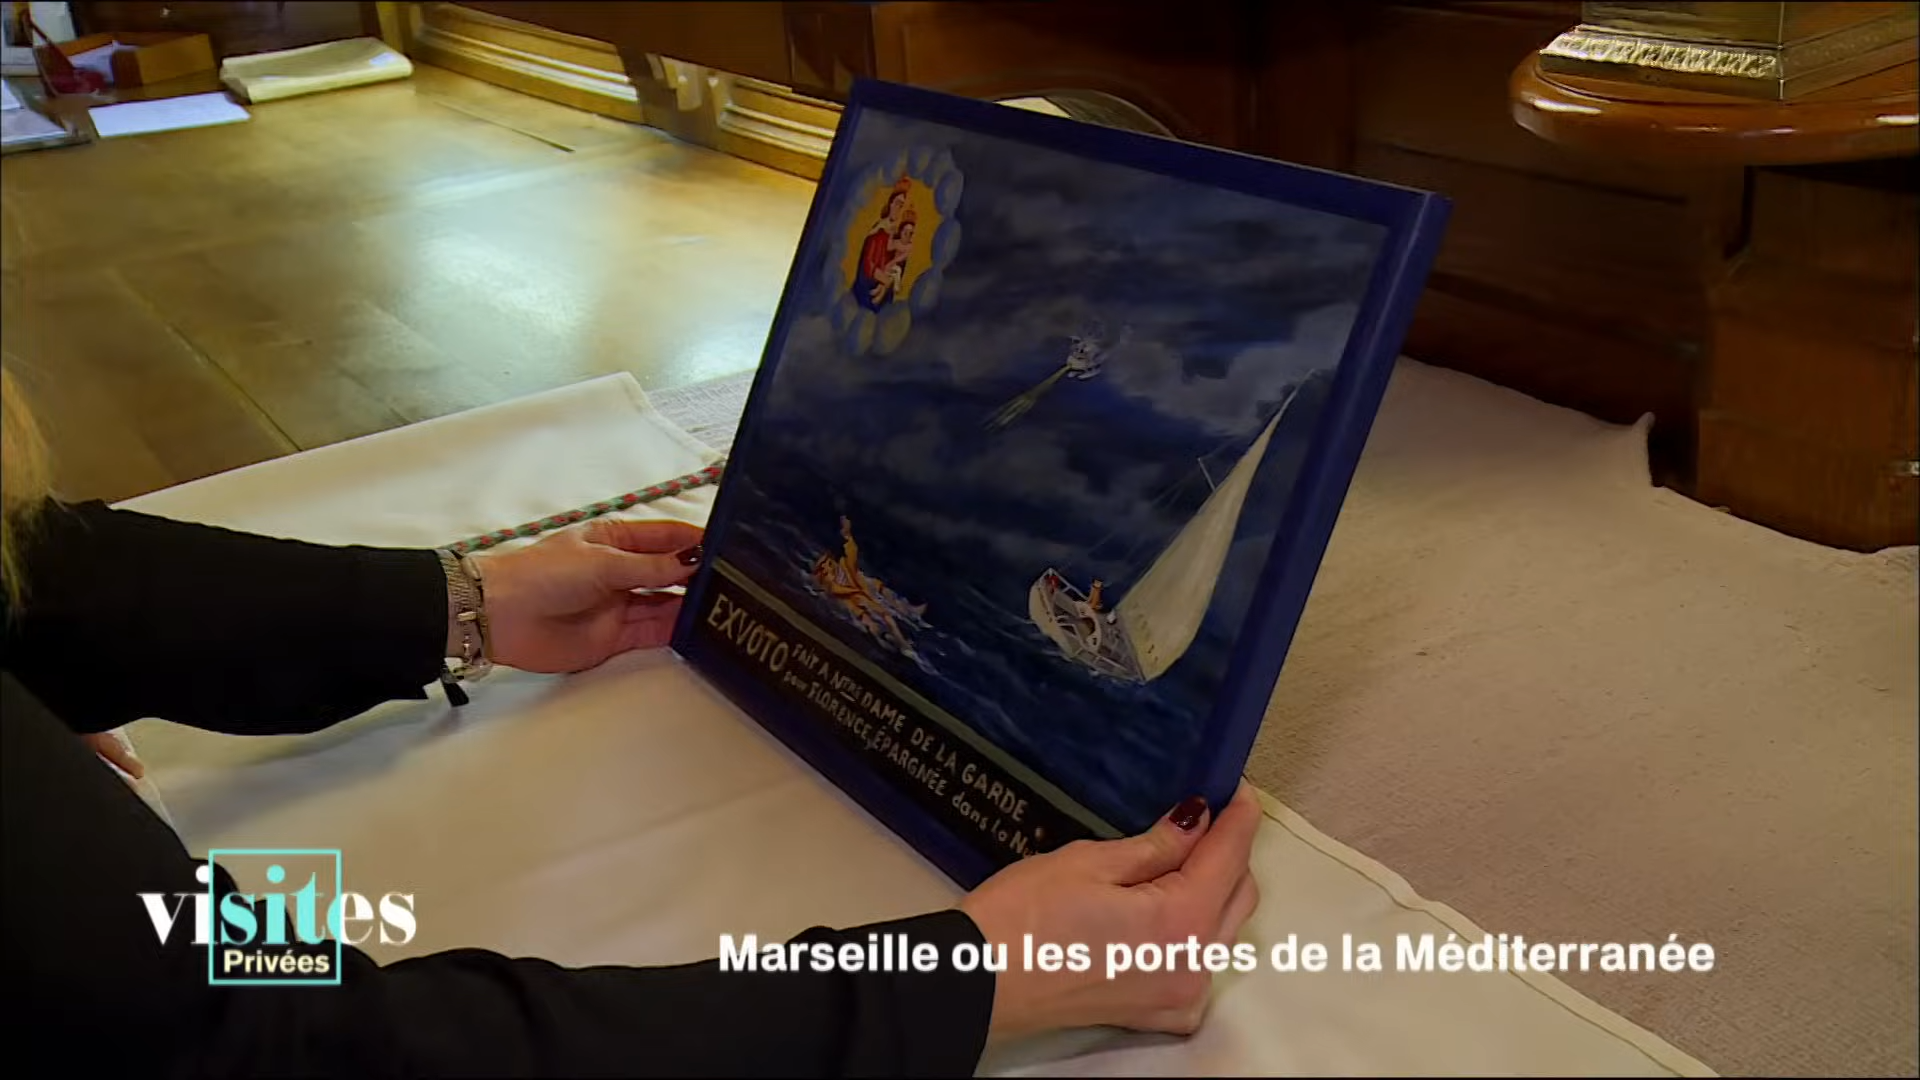 EXVOTO FAIT A NTRE DAME DE LA GARDE
pour FLORENCE, ÉPARGNÉE dans la
visites
Privées
Marseille ou les portes de la Méditerranée